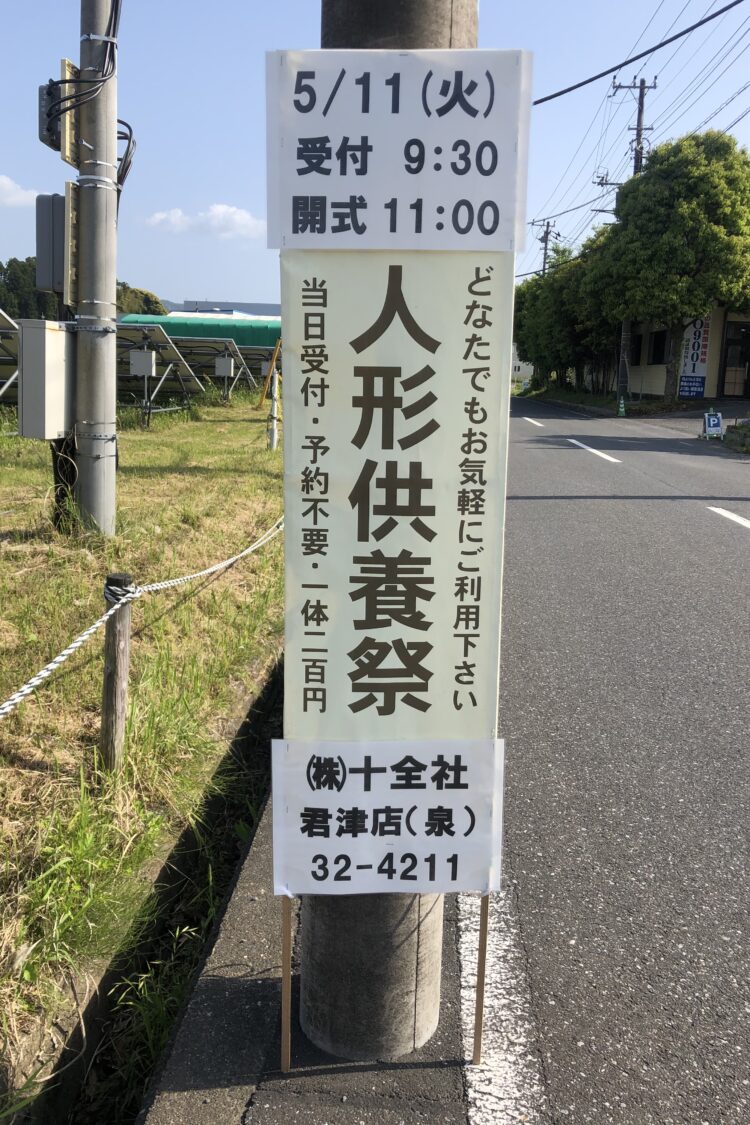 5/11(火)
受付 9:30
開式 11:00
どなたでもお気軽にご利用下さい
人形供養祭
当日受付・予約不要・一体二百円
㈱十全社
君津店(泉)
32-4211
P